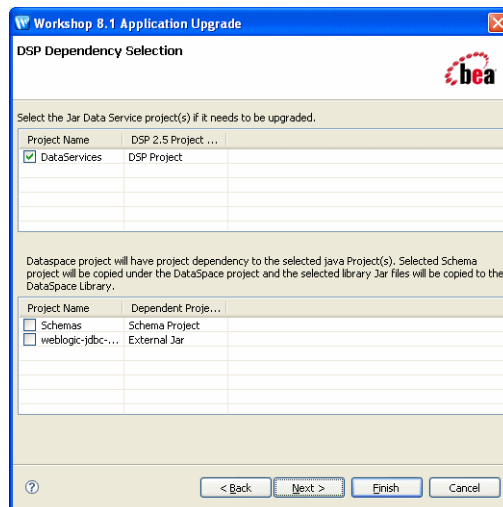 Workshop 8.1 Application Upgrade
DSP Dependency Selection
bea
Select the Jar Data Service project(s) if it needs to be upgraded.
Project Name DSP 2.5 Project ...
DataServices DSP Project
Dataspace project will have project dependency to the selected java Project(s). Selected Schema
project will be copied under the DataSpace project and the selected library Jar files will be copied to the
DataSpace Library.
Project Name Dependent Proje...
Schemas Schema Project
weblogic-jdbc-... External Jar
?
< Back Next > Finish Cancel